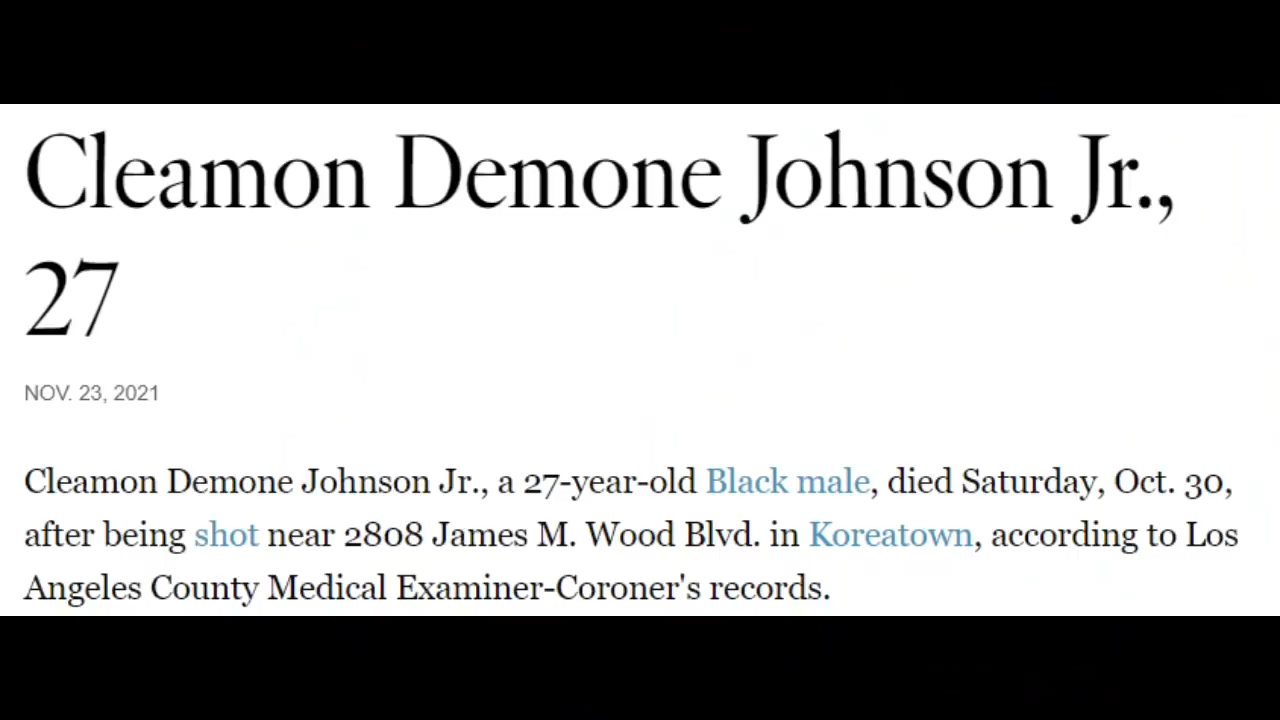 Cleamon Demone Johnson Jr.,
27
NOV. 23, 2021
Cleamon Demone Johnson Jr., a 27-year-old Black male, died Saturday, Oct. 30,
after being shot near 2808 James M. Wood Blvd. in Koreatown, according to Los
Angeles County Medical Examiner-Coroner's records.